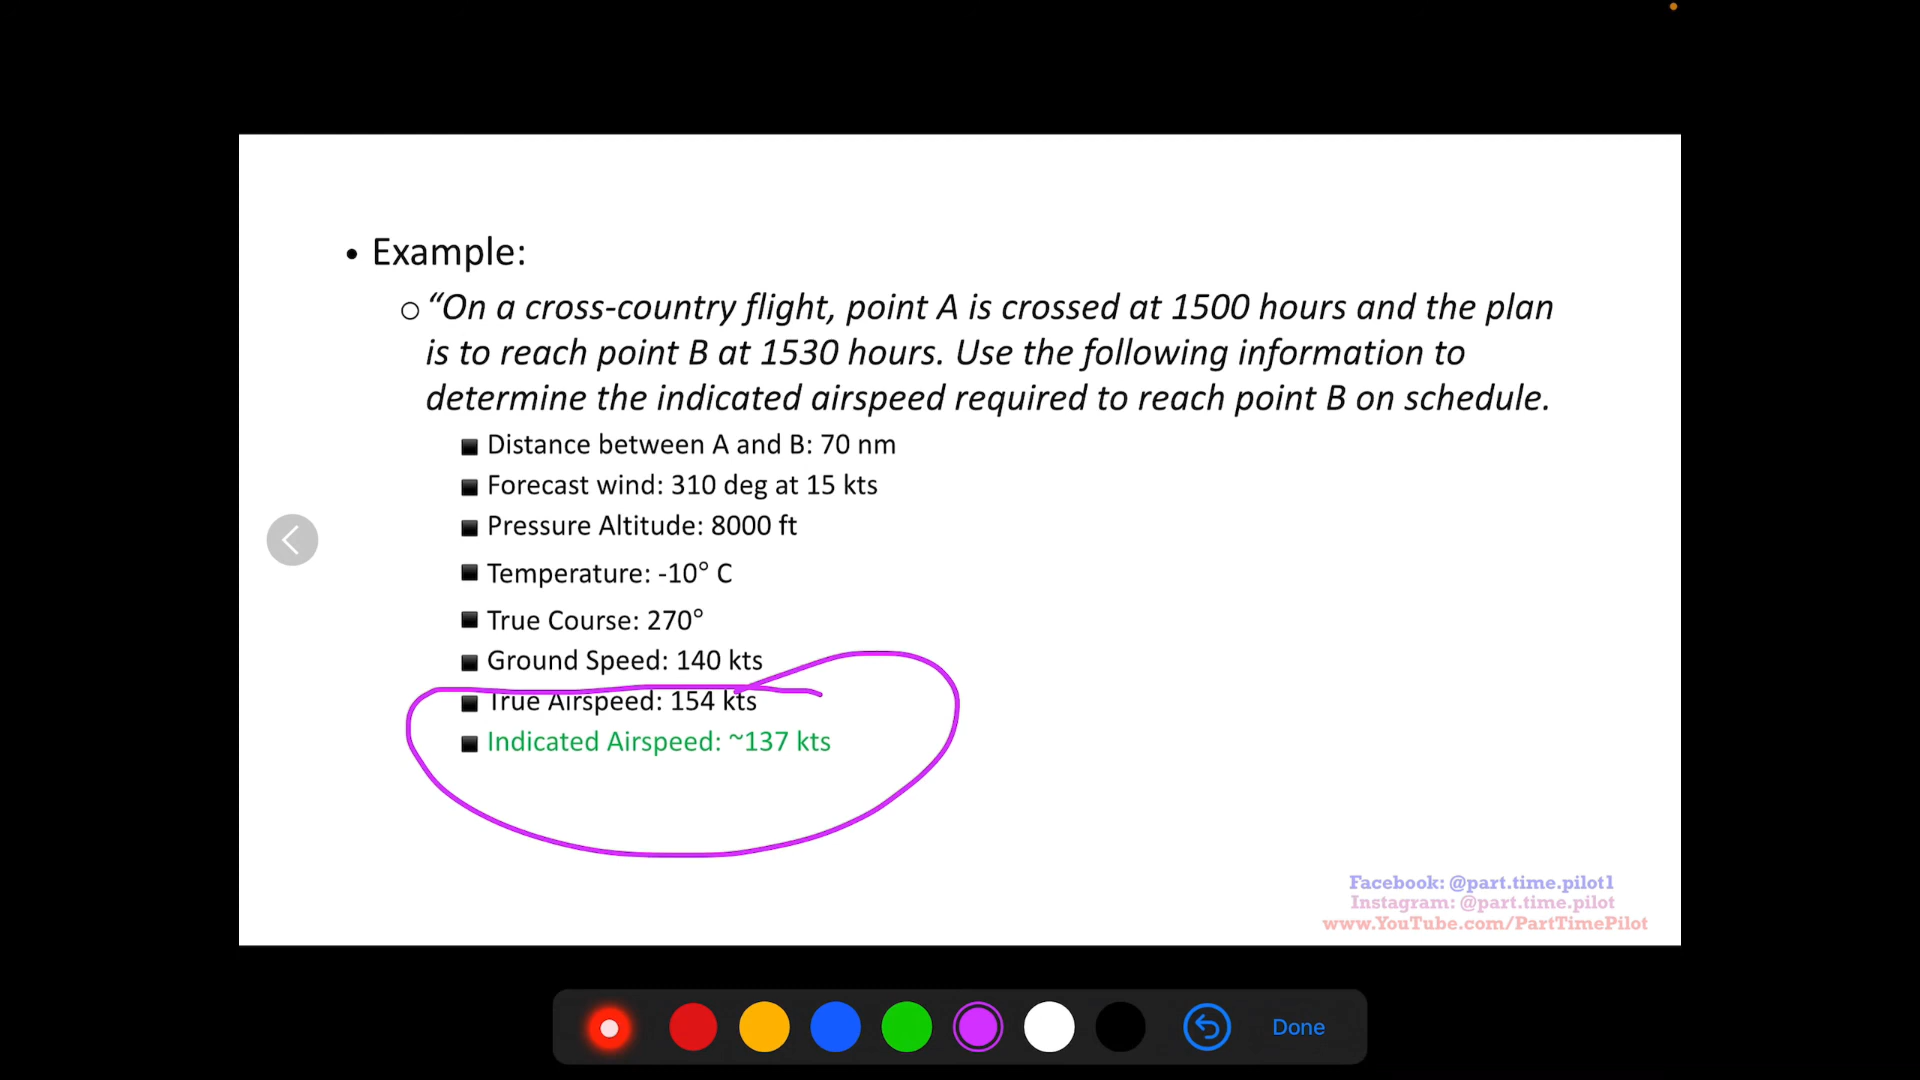 • Example:
o “On a cross-country flight, point A is crossed at 1500 hours and the plan
is to reach point B at 1530 hours. Use the following information to
determine the indicated airspeed required to reach point B on schedule.
▪ Distance between A and B: 70 nm
▪ Forecast wind: 310 deg at 15 kts
▪ Pressure Altitude: 8000 ft
▪ Temperature: -10° C
▪ True Course: 270°
▪ Ground Speed: 140 kts
▪ True Airspeed: 154 kts
▪ Indicated Airspeed: ~137 kts
Facebook: @part.time.pilot1
Instagram: @part.time.pilot
www.YouTube.com/PartTimePilot
Done